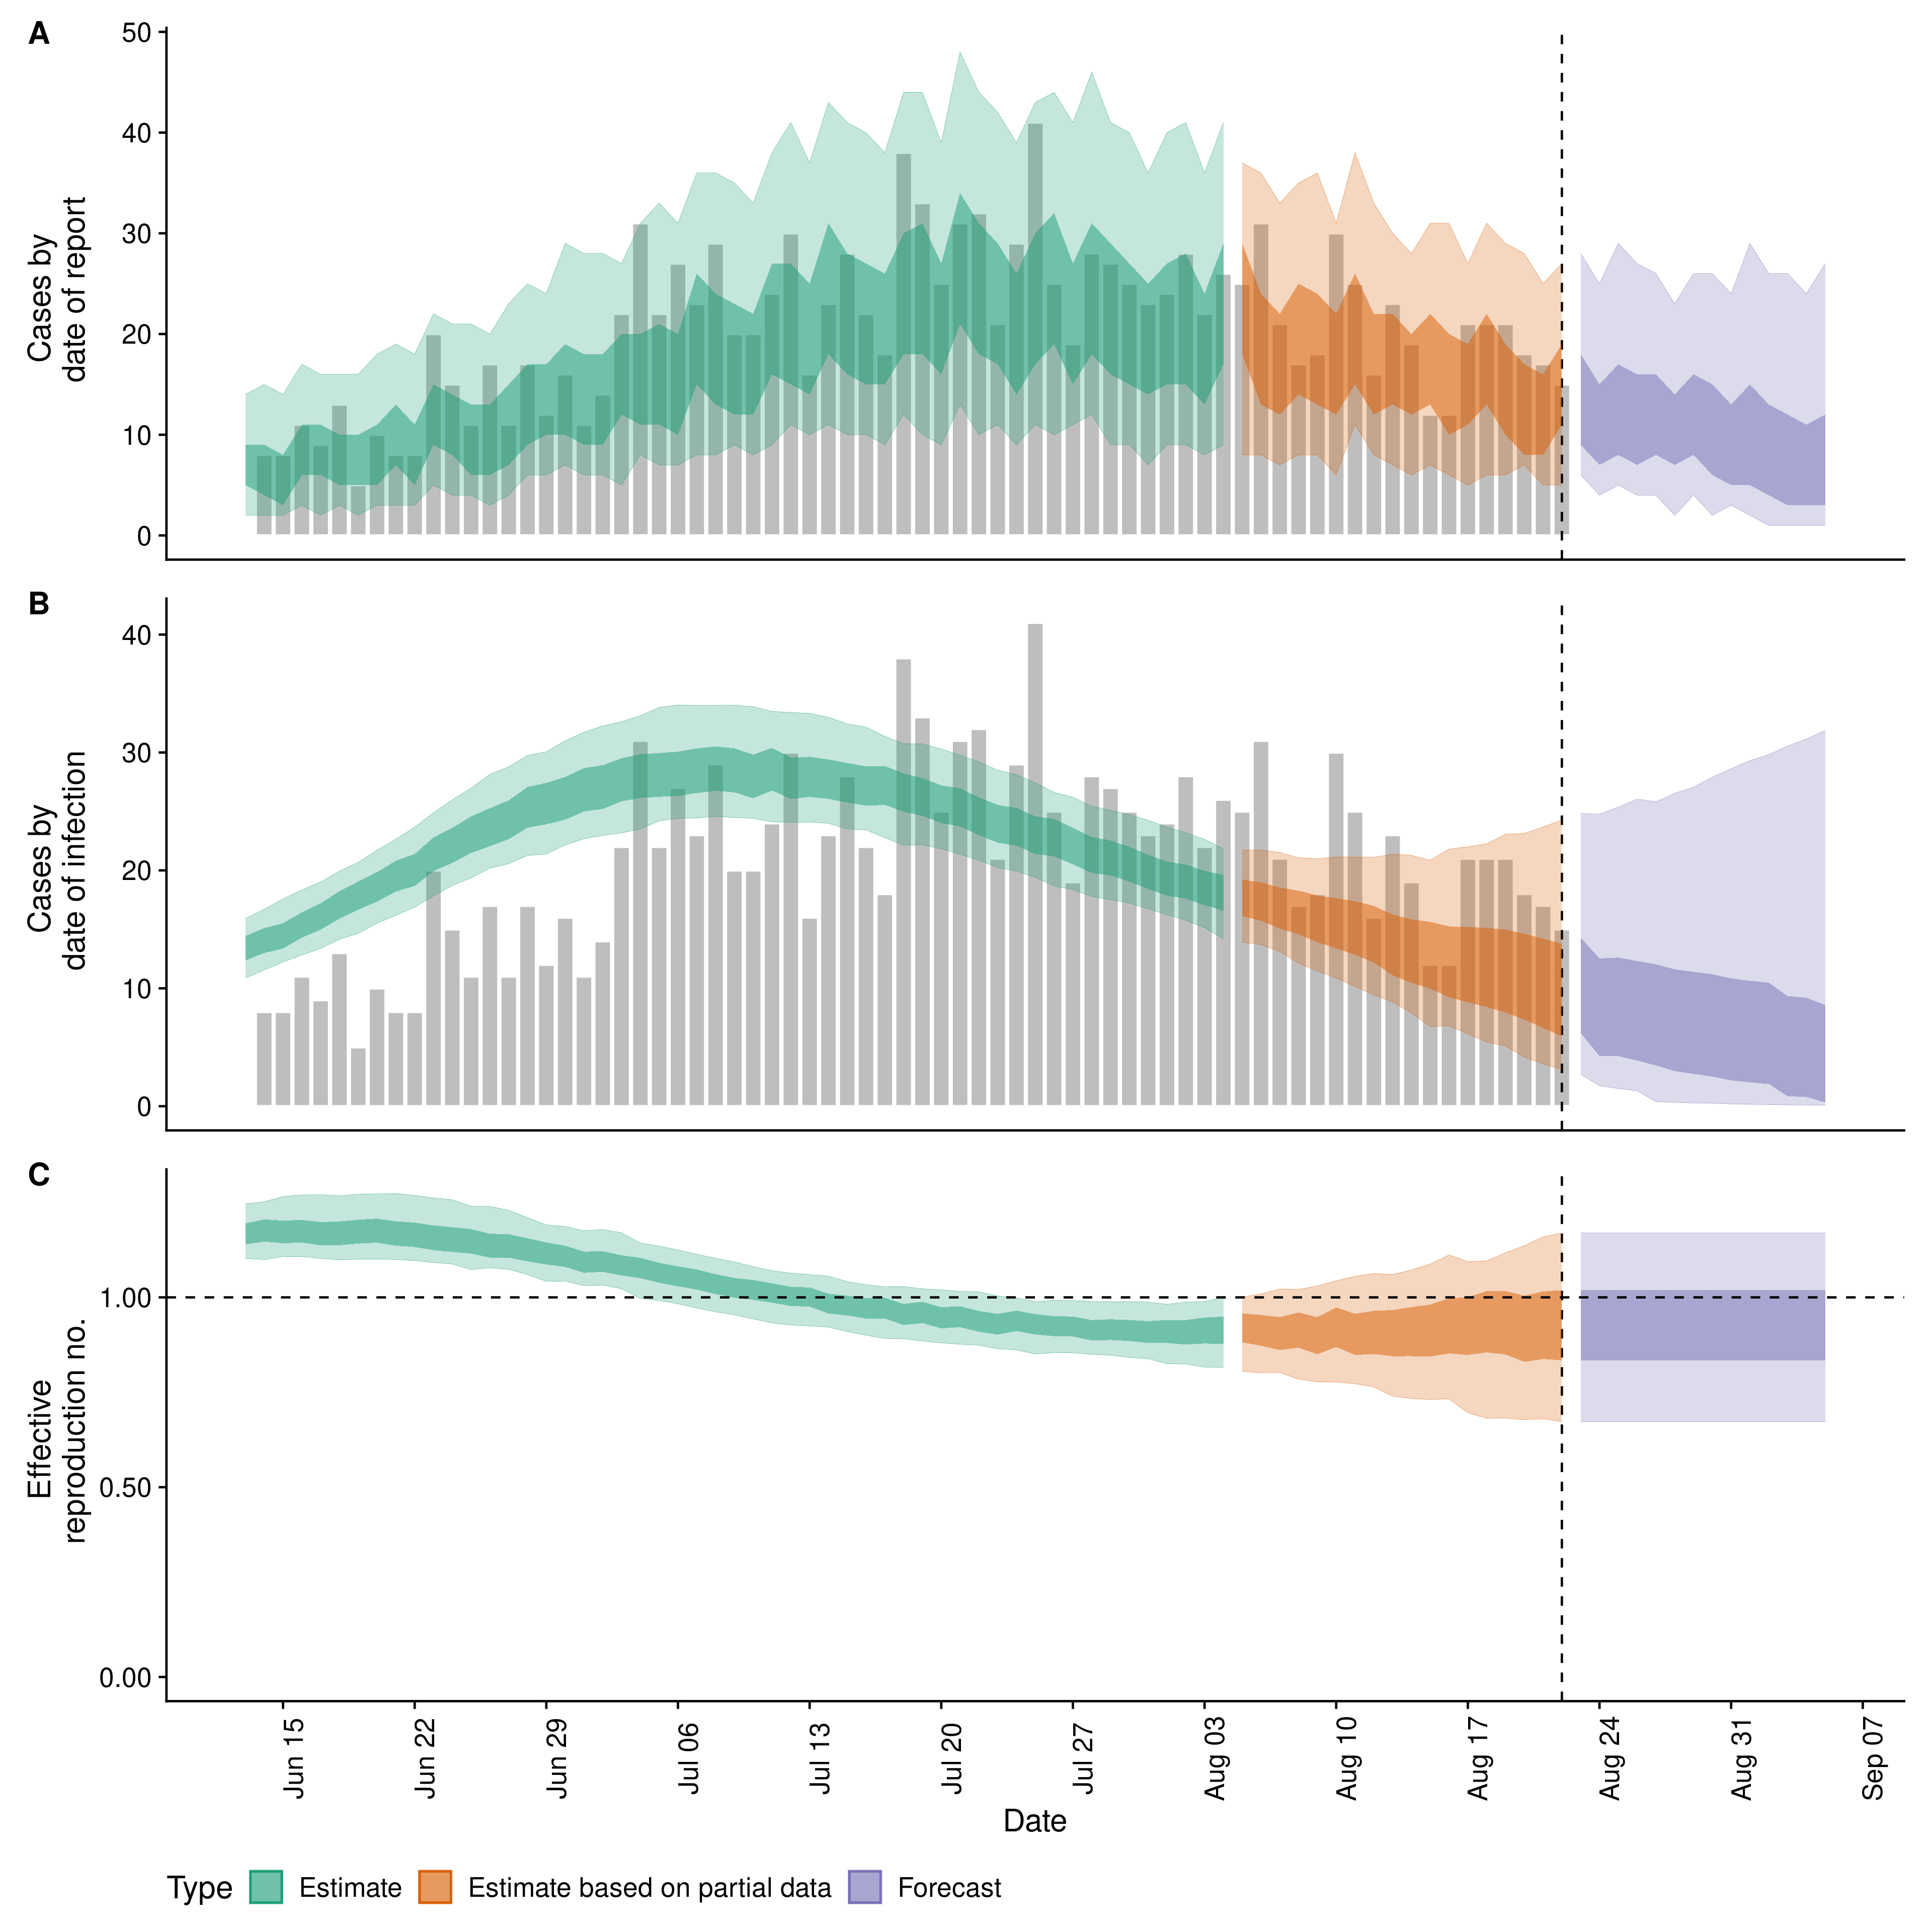 A
50
40
30
20
10
0
Cases by
date of report
B
40
30
20
10
0
Cases by
date of infection
C
1.00
0.50
0.00
Effective
reproduction no.
Jun 15
Jun 22
Jun 29
Jul 06
Jul 13
Jul 20
Jul 27
Aug 03
Aug 10
Aug 17
Aug 24
Aug 31
Sep 07
Date
Type Estimate Estimate based on partial data Forecast